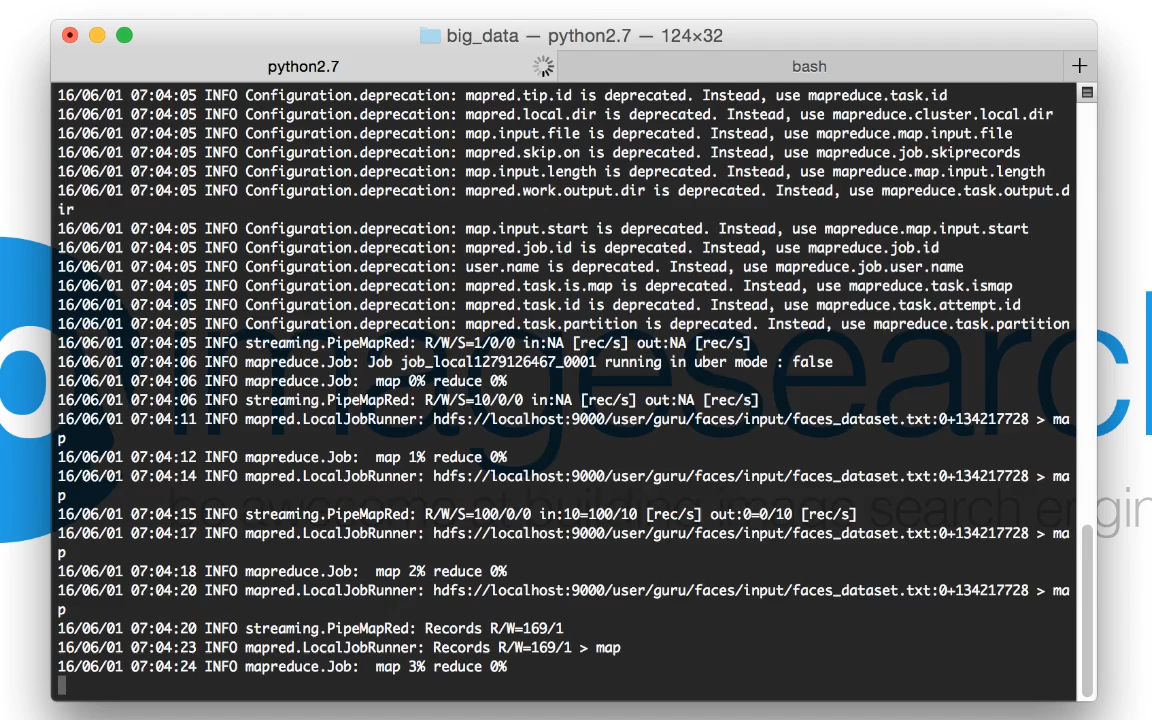 big_data — python2.7 — 124×32
python2.7
bash
+
16/06/01 07:04:05 INFO Configuration.deprecation: mapred.tip.id is deprecated. Instead, use mapreduce.task.id
16/06/01 07:04:05 INFO Configuration.deprecation: mapred.local.dir is deprecated. Instead, use mapreduce.cluster.local.dir
16/06/01 07:04:05 INFO Configuration.deprecation: map.input.file is deprecated. Instead, use mapreduce.map.input.file
16/06/01 07:04:05 INFO Configuration.deprecation: mapred.skip.on is deprecated. Instead, use mapreduce.job.skiprecords
16/06/01 07:04:05 INFO Configuration.deprecation: map.input.length is deprecated. Instead, use mapreduce.map.input.length
16/06/01 07:04:05 INFO Configuration.deprecation: mapred.work.output.dir is deprecated. Instead, use mapreduce.task.output.d
ir
16/06/01 07:04:05 INFO Configuration.deprecation: map.input.start is deprecated. Instead, use mapreduce.map.input.start
16/06/01 07:04:05 INFO Configuration.deprecation: mapred.job.id is deprecated. Instead, use mapreduce.job.id
16/06/01 07:04:05 INFO Configuration.deprecation: user.name is deprecated. Instead, use mapreduce.job.user.name
16/06/01 07:04:05 INFO Configuration.deprecation: mapred.task.is.map is deprecated. Instead, use mapreduce.task.ismap
16/06/01 07:04:05 INFO Configuration.deprecation: mapred.task.id is deprecated. Instead, use mapreduce.task.attempt.id
16/06/01 07:04:05 INFO Configuration.deprecation: mapred.task.partition is deprecated. Instead, use mapreduce.task.partition
16/06/01 07:04:05 INFO streaming.PipeMapRed: R/W/S=1/0/0 in:NA [rec/s] out:NA [rec/s]
16/06/01 07:04:06 INFO mapreduce.Job: Job job_local1279126467_0001 running in uber mode : false
16/06/01 07:04:06 INFO mapreduce.Job:  map 0% reduce 0%
16/06/01 07:04:06 INFO streaming.PipeMapRed: R/W/S=10/0/0 in:NA [rec/s] out:NA [rec/s]
16/06/01 07:04:11 INFO mapred.LocalJobRunner: hdfs://localhost:9000/user/guru/faces/input/faces_dataset.txt:0+134217728 > ma
p
16/06/01 07:04:12 INFO mapreduce.Job:  map 1% reduce 0%
16/06/01 07:04:14 INFO mapred.LocalJobRunner: hdfs://localhost:9000/user/guru/faces/input/faces_dataset.txt:0+134217728 > ma
p
16/06/01 07:04:15 INFO streaming.PipeMapRed: R/W/S=100/0/0 in:10=100/10 [rec/s] out:0=0/10 [rec/s]
16/06/01 07:04:17 INFO mapred.LocalJobRunner: hdfs://localhost:9000/user/guru/faces/input/faces_dataset.txt:0+134217728 > ma
p
16/06/01 07:04:18 INFO mapreduce.Job:  map 2% reduce 0%
16/06/01 07:04:20 INFO mapred.LocalJobRunner: hdfs://localhost:9000/user/guru/faces/input/faces_dataset.txt:0+134217728 > ma
p
16/06/01 07:04:20 INFO streaming.PipeMapRed: Records R/W=169/1
16/06/01 07:04:23 INFO mapred.LocalJobRunner: Records R/W=169/1 > map
16/06/01 07:04:24 INFO mapreduce.Job:  map 3% reduce 0%
imagesearch
be awesome at building image search engin